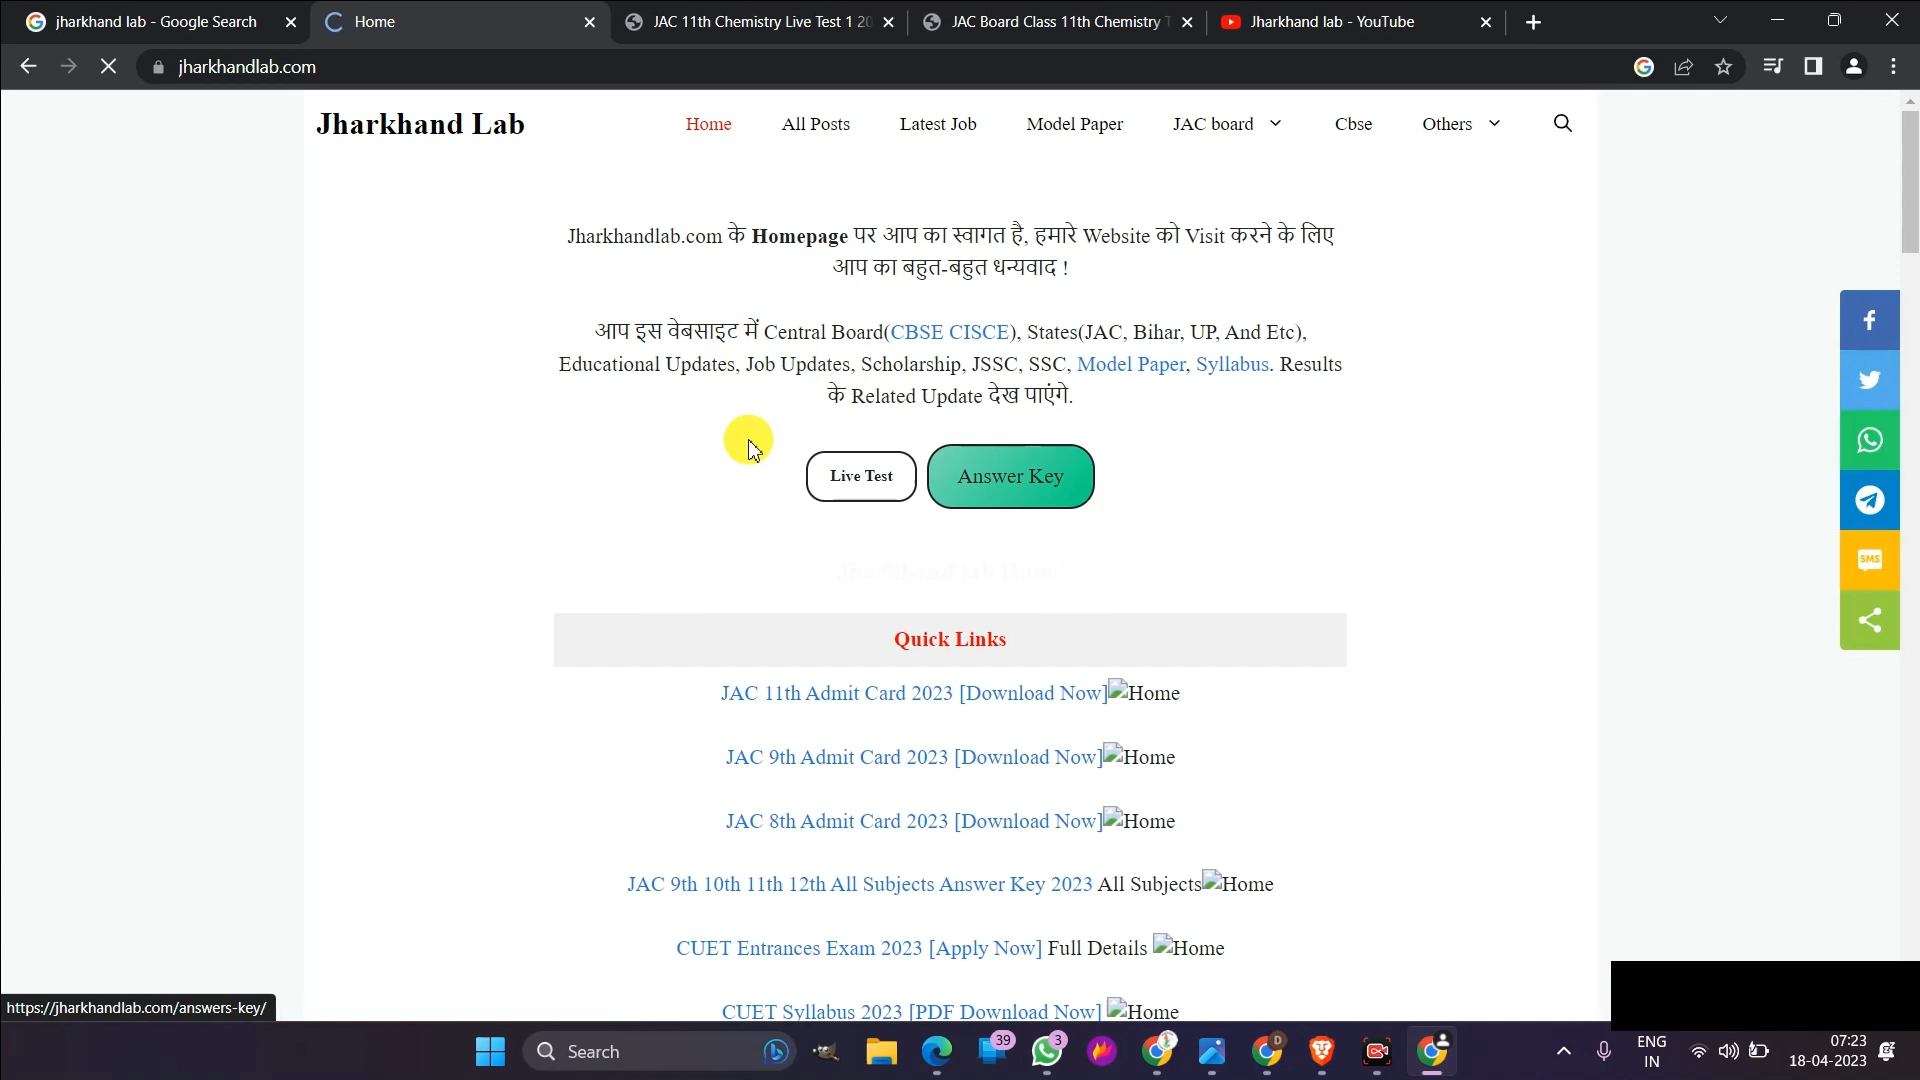 jharkhand lab - Google Search
Home
JAC 11th Chemistry Live Test 1 20
JAC Board Class 11th Chemistry T
Jharkhand lab - YouTube
jharkhandlab.com
Jharkhand Lab
Home
All Posts
Latest Job
Model Paper
JAC board
Cbse
Others
Jharkhandlab.com के Homepage पर आप का स्वागत है, हमारे Website को Visit करने के लिए
आप का बहुत-बहुत धन्यवाद !
आप इस वेबसाइट में Central Board(CBSE CISCE), States(JAC, Bihar, UP, And Etc),
Educational Updates, Job Updates, Scholarship, JSSC, SSC, Model Paper, Syllabus. Results
के Related Update देख पाएंगे.
Live Test
Answer Key
Jharkhand lab Home
Quick Links
JAC 11th Admit Card 2023 [Download Now]Home
JAC 9th Admit Card 2023 [Download Now]Home
JAC 8th Admit Card 2023 [Download Now]Home
JAC 9th 10th 11th 12th All Subjects Answer Key 2023 All SubjectsHome
CUET Entrances Exam 2023 [Apply Now] Full Details Home
CUET Syllabus 2023 [PDF Download Now] Home
SMS
https://jharkhandlab.com/answers-key/
Search
39
3
D
ENG
IN
07:23
18-04-2023